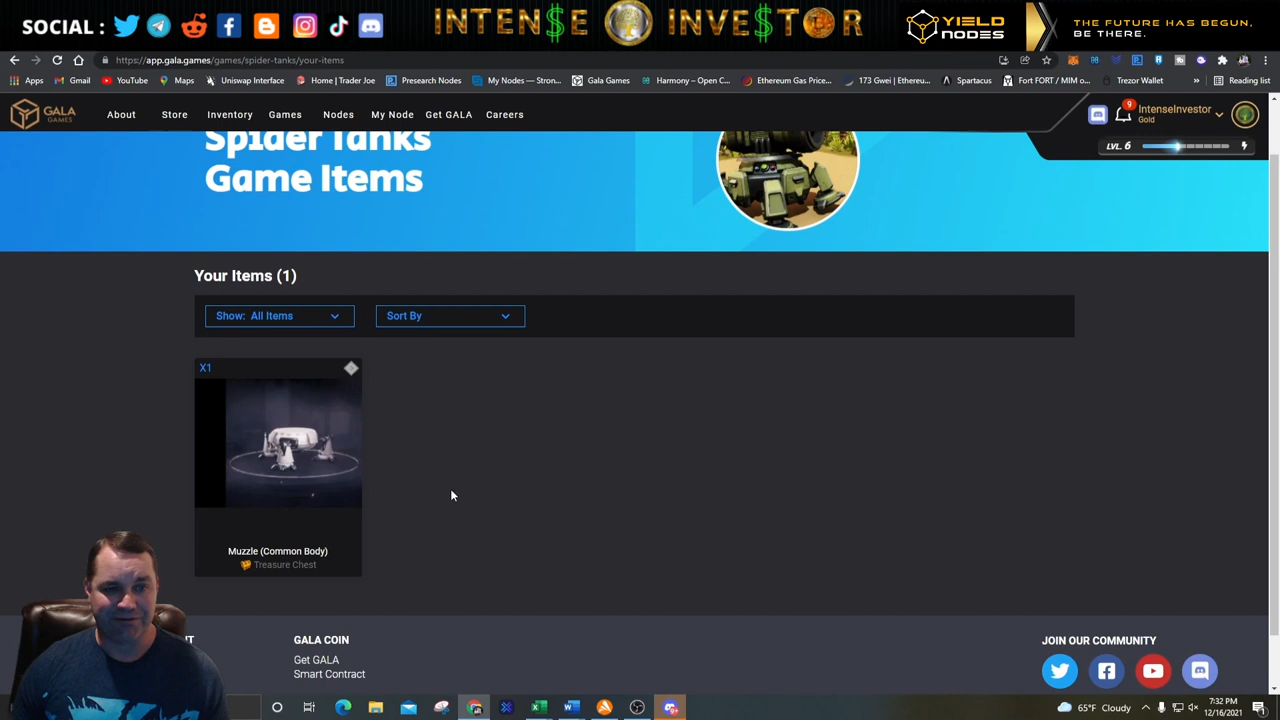 SOCIAL :
INTEN$E INVE$TOR
YIELD NODES
THE FUTURE HAS BEGUN,
BE THERE.
https://app.gala.games/games/spider-tanks/your-items
Apps Gmail YouTube Maps Uniswap Interface Home | Trader Joe Presearch Nodes My Nodes — Stron... Gala Games Harmony – Open C... Ethereum Gas Price... 173 Gwei | Ethereu... Spartacus Fort FORT / MIM o... Trezor Wallet » Reading list
GALA GAMES
About Store Inventory Games Nodes My Node Get GALA Careers
9
IntenseInvestor
Gold
LVL. 6
Spider Tanks
Game Items
Your Items (1)
Show: All Items
Sort By
X1
Muzzle (Common Body)
Treasure Chest
GALA COIN
Get GALA
Smart Contract
JOIN OUR COMMUNITY
65°F Cloudy
7:32 PM
12/16/2021